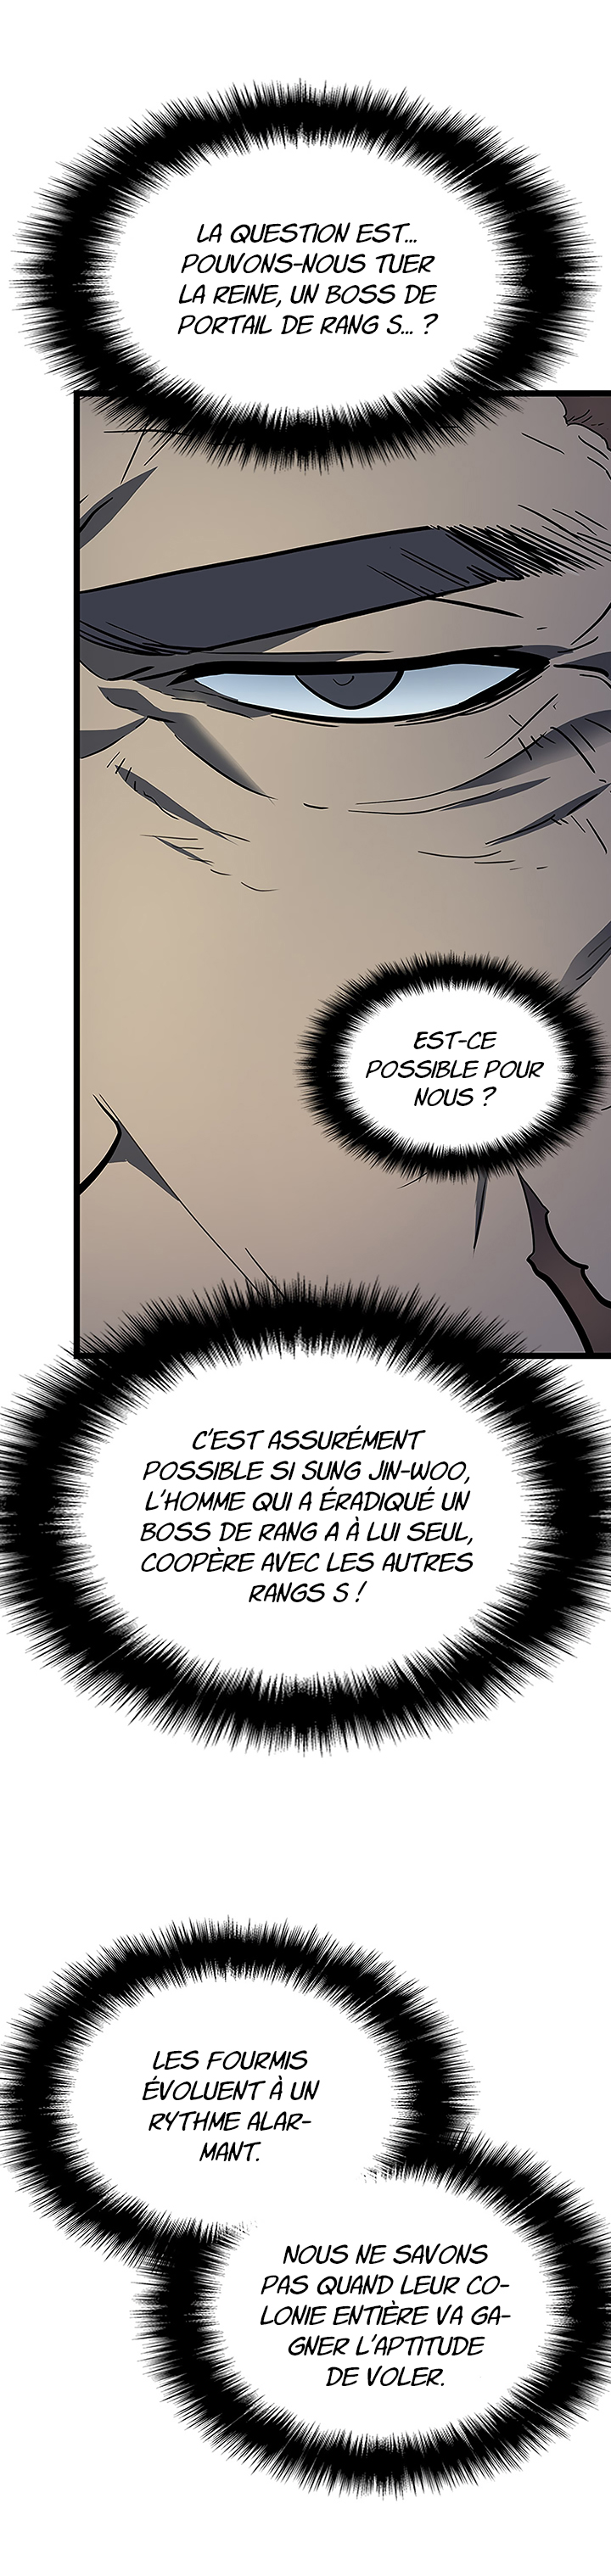 LA QUESTION EST...
POUVONS-NOUS TUER
LA REINE, UN BOSS DE
PORTAIL DE RANG S... ?
EST-CE
POSSIBLE POUR
NOUS ?
C'EST ASSURÉMENT
POSSIBLE SI SUNG JIN-WOO,
L'HOMME QUI A ÉRADIQUÉ UN
BOSS DE RANG A À LUI SEUL,
COOPÈRE AVEC LES AUTRES
RANGS S !
LES FOURMIS
ÉVOLUENT À UN
RYTHME ALAR-
MANT.
NOUS NE SAVONS
PAS QUAND LEUR CO-
LONIE ENTIÈRE VA GA-
GNER L'APTITUDE
DE VOLER.